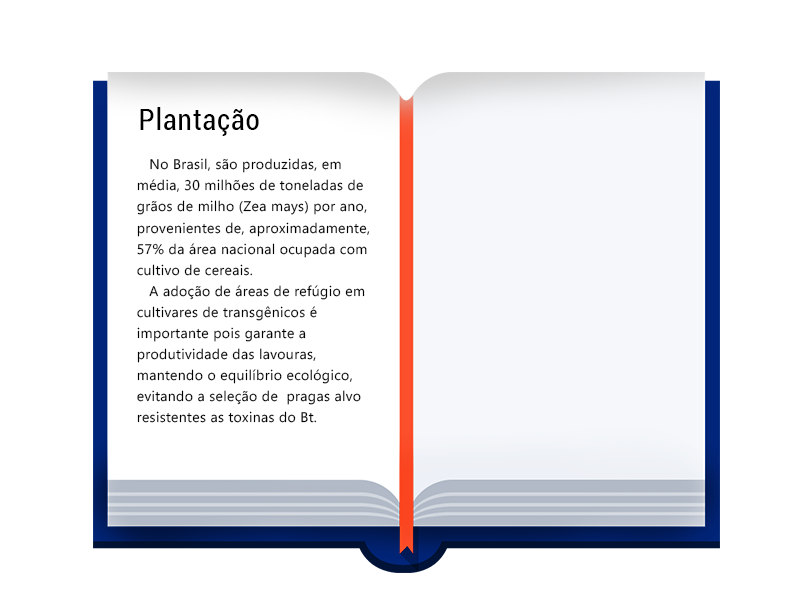 Plantação
No Brasil, são produzidas, em
média, 30 milhões de toneladas de
grãos de milho (Zea mays) por ano,
provenientes de, aproximadamente,
57% da área nacional ocupada com
cultivo de cereais.
A adoção de áreas de refúgio em
cultivares de transgênicos é
importante pois garante a
produtividade das lavouras,
mantendo o equilíbrio ecológico,
evitando a seleção de  pragas alvo
resistentes as toxinas do Bt.